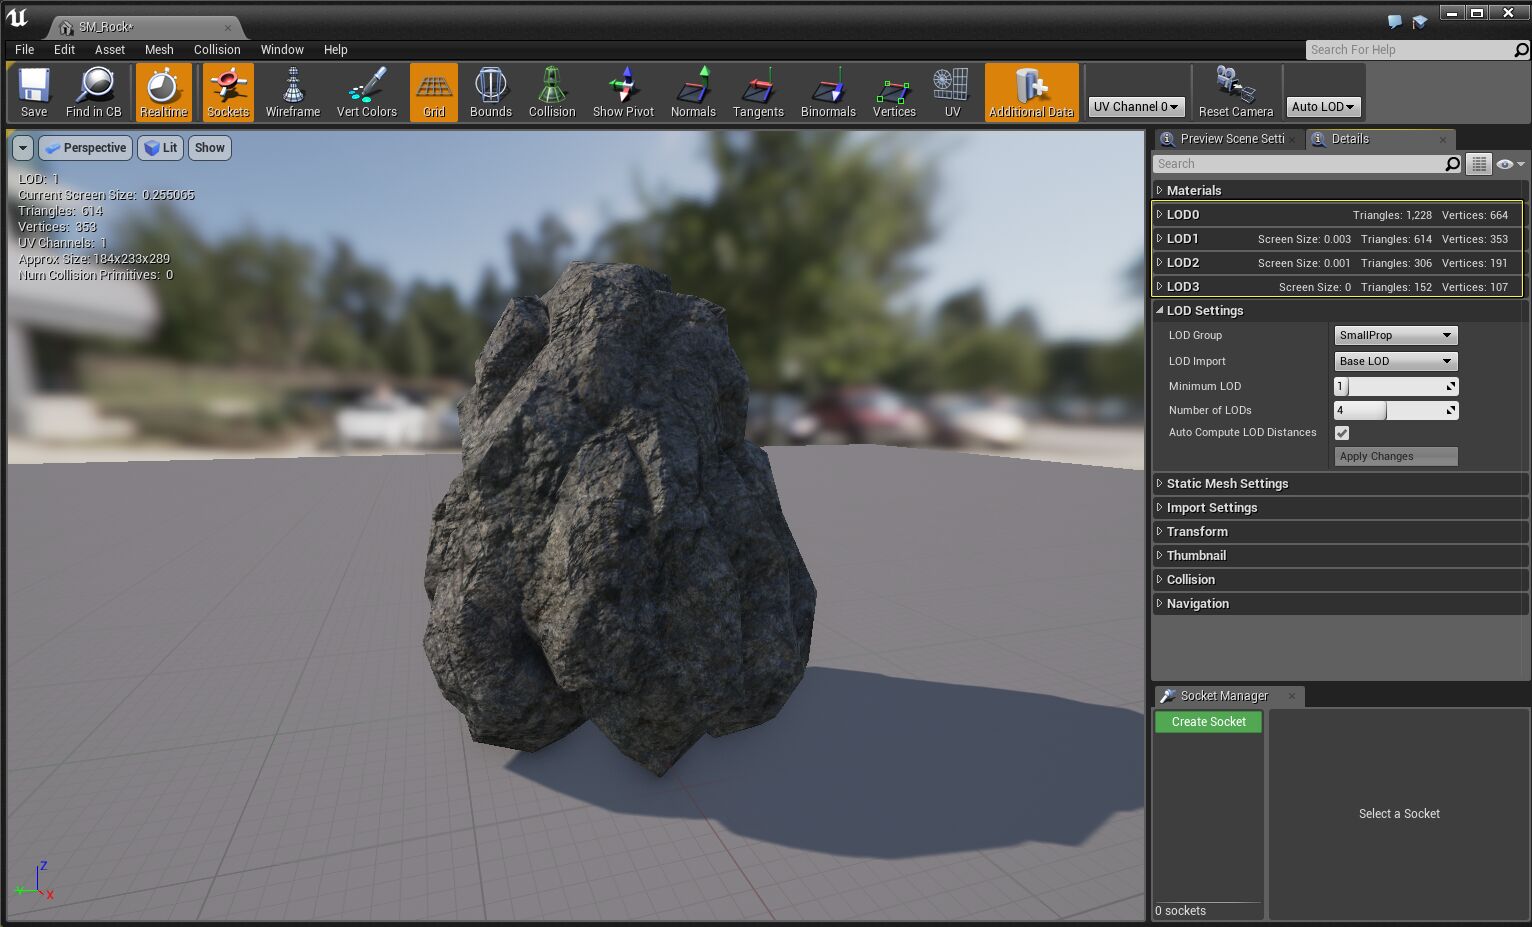 SM_Rock*
File Edit Asset Mesh Collision Window Help
Search For Help
Save Find in CB Realtime Sockets Wireframe Vert Colors Grid Bounds Collision Show Pivot Normals Tangents Binormals Vertices UV Additional Data UV Channel 0 Reset Camera Auto LOD
Perspective Lit Show
LOD: 1
Current Screen Size: 0.255065
Triangles: 614
Vertices: 353
UV Channels: 1
Approx Size: 184x233x289
Num Collision Primitives: 0
Z
Y
X
Preview Scene Setti Details
Search
Materials
LOD0 Triangles: 1,228 Vertices: 664
LOD1 Screen Size: 0.003 Triangles: 614 Vertices: 353
LOD2 Screen Size: 0.001 Triangles: 306 Vertices: 191
LOD3 Screen Size: 0 Triangles: 152 Vertices: 107
LOD Settings
LOD Group SmallProp
LOD Import Base LOD
Minimum LOD 1
Number of LODs 4
Auto Compute LOD Distances
Apply Changes
Static Mesh Settings
Import Settings
Transform
Thumbnail
Collision
Navigation
Socket Manager
Create Socket
Select a Socket
0 sockets